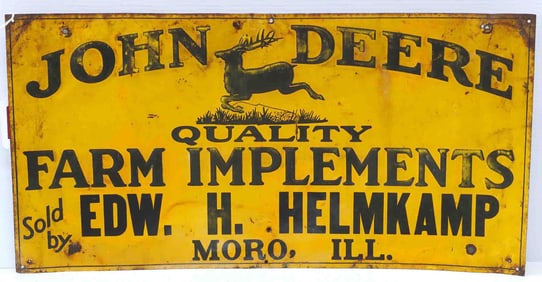 JOHN DEERE
QUALITY
FARM IMPLEMENTS
Sold by EDW. H. HELMKAMP
MORO, ILL.